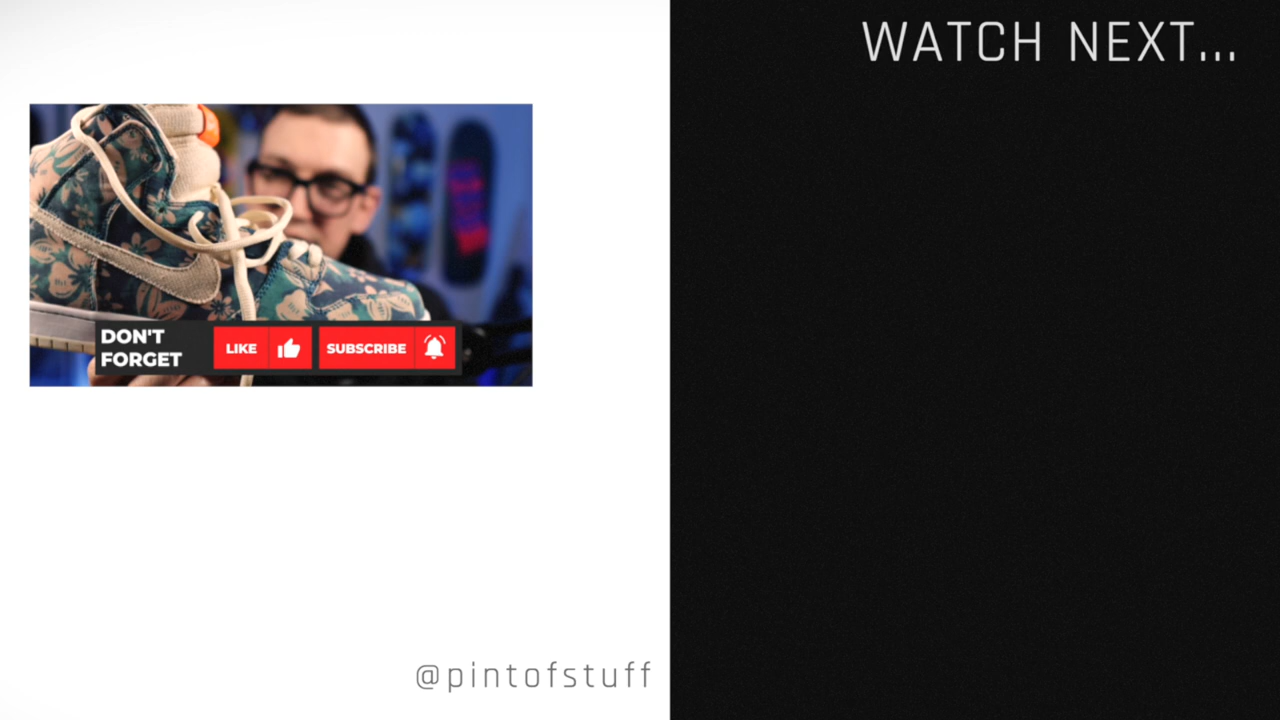 WATCH NEXT...
DON'T
FORGET
LIKE
SUBSCRIBE
@pintofstuff